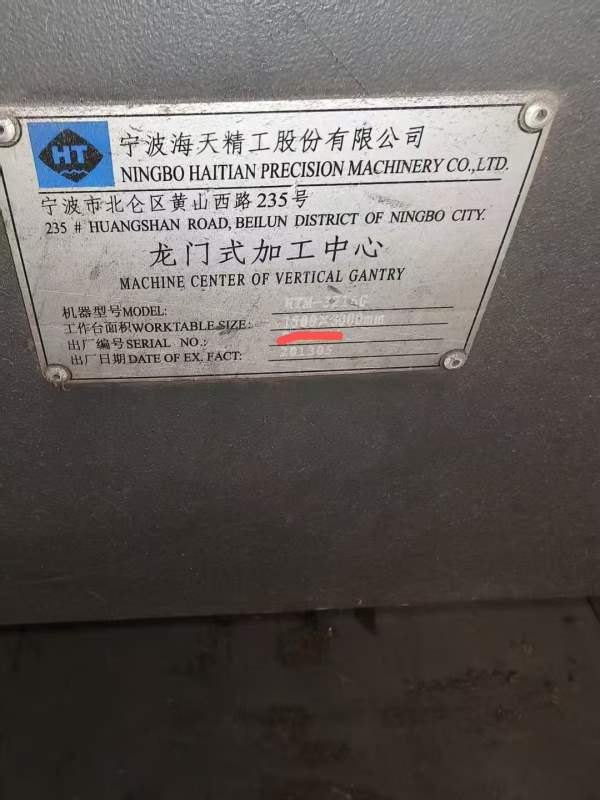 HT
宁波海天精工股份有限公司
NINGBO HAITIAN PRECISION MACHINERY CO.,LTD.
宁波市北仑区黄山西路235号
235 # HUANGSHAN ROAD, BEILUN DISTRICT OF NINGBO CITY.
龙门式加工中心
MACHINE CENTER OF VERTICAL GANTRY
机器型号MODEL:
工作台面积WORKTABLE SIZE:
出厂编号SERIAL NO.:
出厂日期DATE OF EX. FACT: 201305